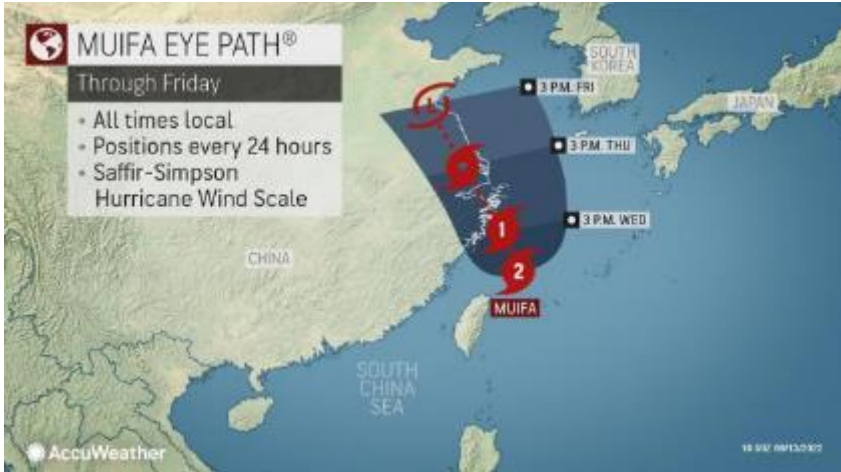 MUIFA EYE PATH®
Through Friday
• All times local
• Positions every 24 hours
• Saffir-Simpson
Hurricane Wind Scale
SOUTH
KOREA
3 P.M. FRI
JAPAN
L
3 P.M. THU
3 P.M. WED
1
CHINA
2
MUIFA
SOUTH
CHINA
SEA
AccuWeather